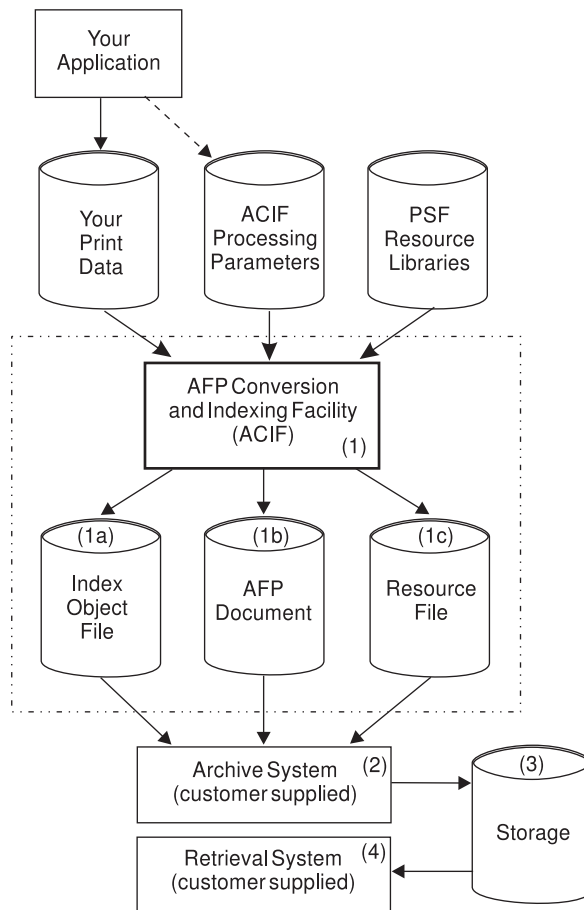 Your
Application
Your
Print
Data
ACIF
Processing
Parameters
PSF
Resource
Libraries
AFP Conversion
and Indexing Facility
(ACIF)
(1)
(1a)
Index
Object
File
(1b)
AFP
Document
(1c)
Resource
File
Archive System
(customer supplied)
(2)
(3)
Storage
Retrieval System
(customer supplied)
(4)